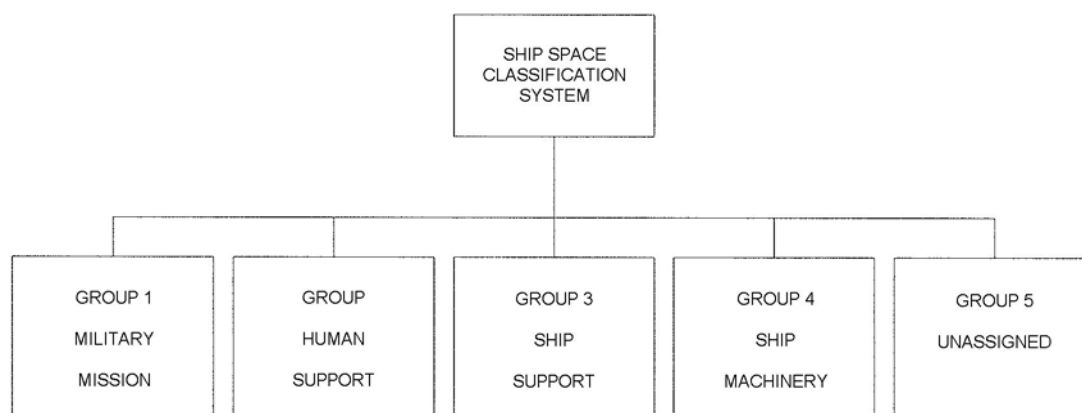 SHIP SPACE
CLASSIFICATION
SYSTEM
GROUP 1
MILITARY
MISSION
GROUP
HUMAN
SUPPORT
GROUP 3
SHIP
SUPPORT
GROUP 4
SHIP
MACHINERY
GROUP 5
UNASSIGNED